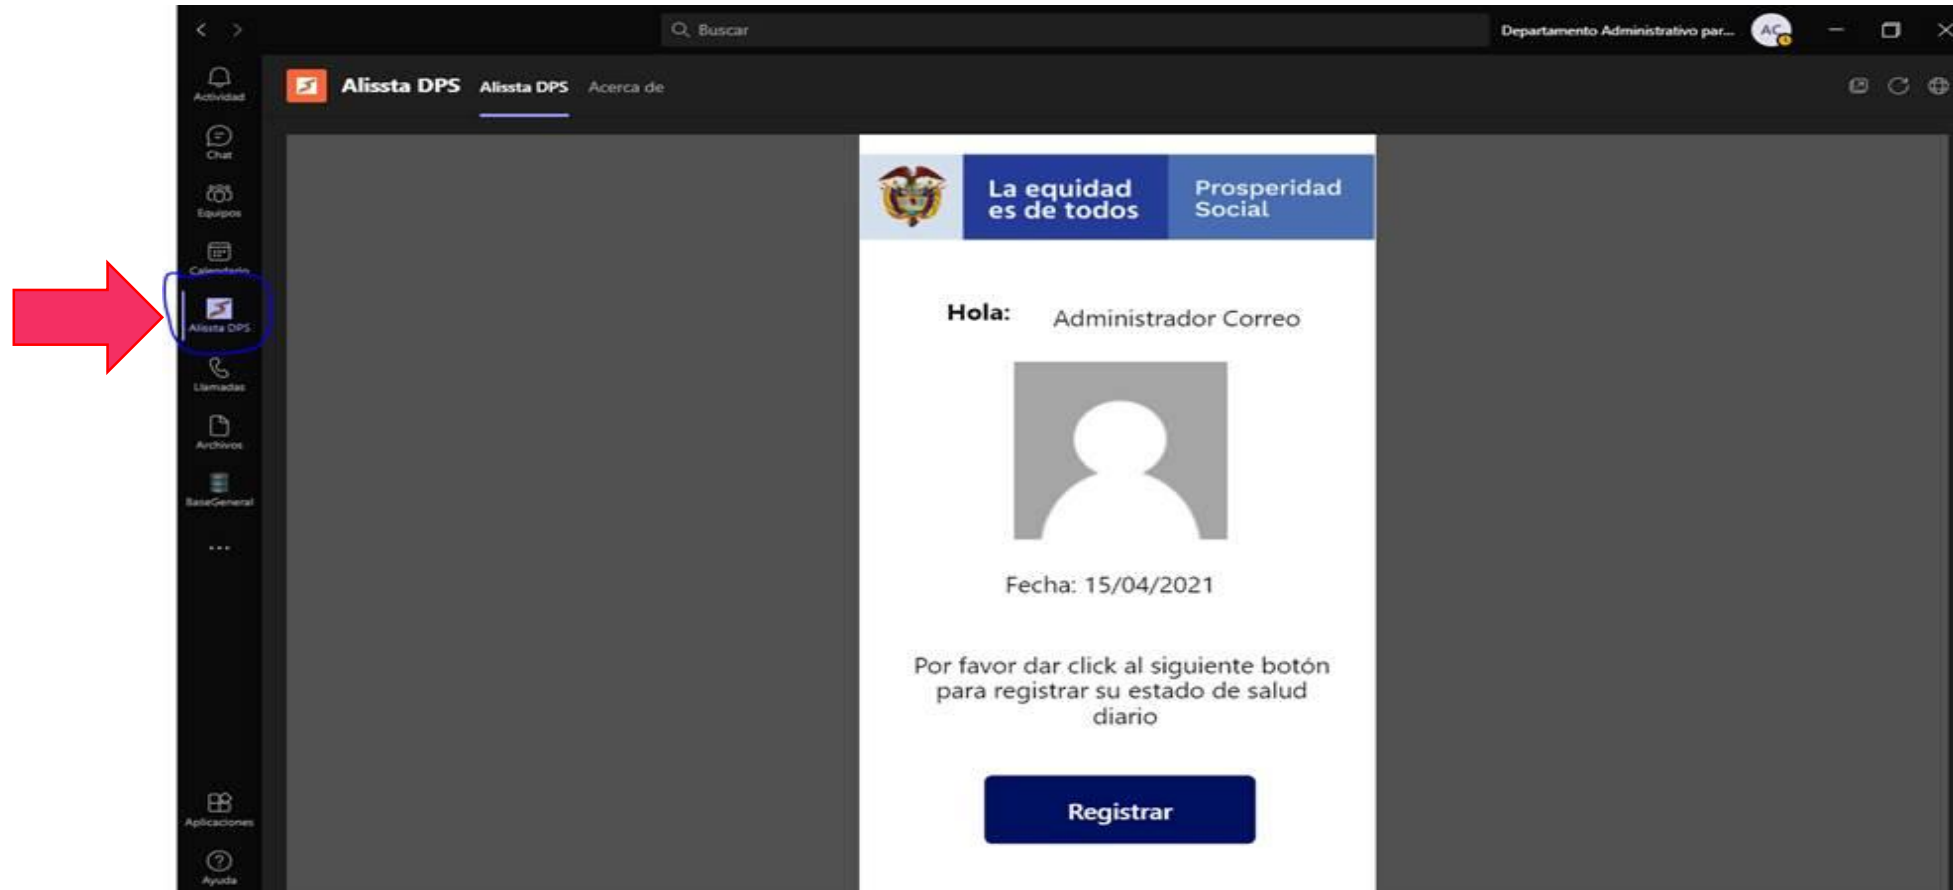 Buscar
Departamento Administrativo par...
AC
Actividad
Alissta DPS
Alissta DPS
Acerca de
Chat
Equipos
Calendario
Alissta DPS
Llamadas
Archivos
BaseGeneral
...
Aplicaciones
Ayuda
La equidad
es de todos
Prosperidad
Social
Hola:
Administrador Correo
Fecha: 15/04/2021
Por favor dar click al siguiente botón
para registrar su estado de salud
diario
Registrar